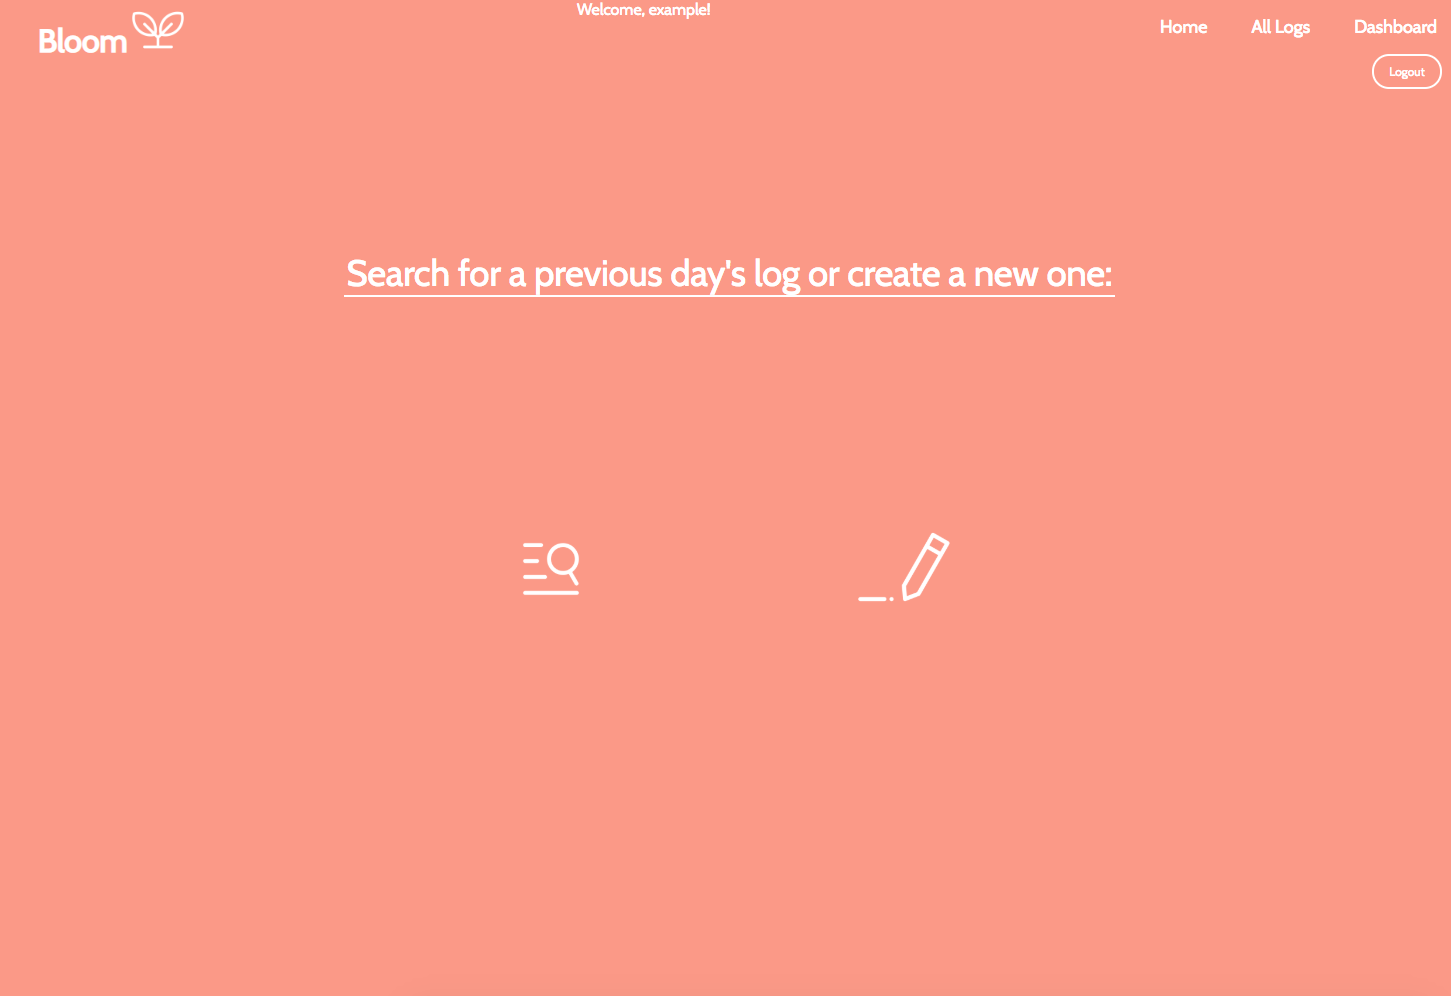 Welcome, example!
Bloom
Home All Logs Dashboard
Logout
Search for a previous day's log or create a new one: